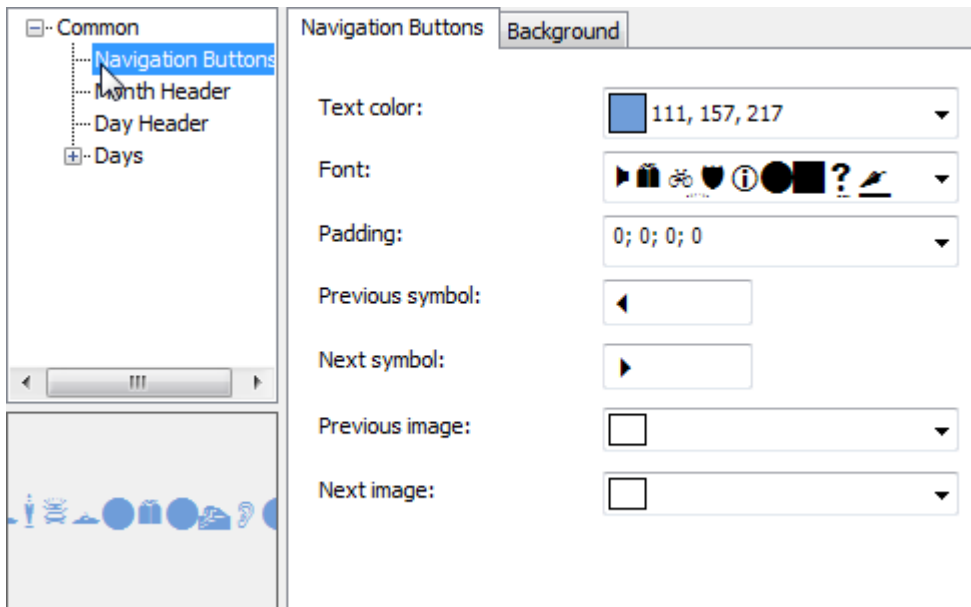 Common
Navigation Buttons
Month Header
Day Header
Days
Navigation Buttons
Background
Text color:
111, 157, 217
Font:
Padding:
0; 0; 0; 0
Previous symbol:
Next symbol:
Previous image:
Next image: